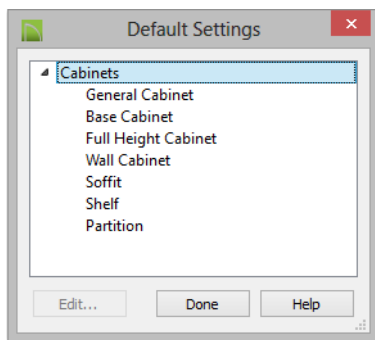 Default Settings
Cabinets
General Cabinet
Base Cabinet
Full Height Cabinet
Wall Cabinet
Soffit
Shelf
Partition
Edit...
Done
Help